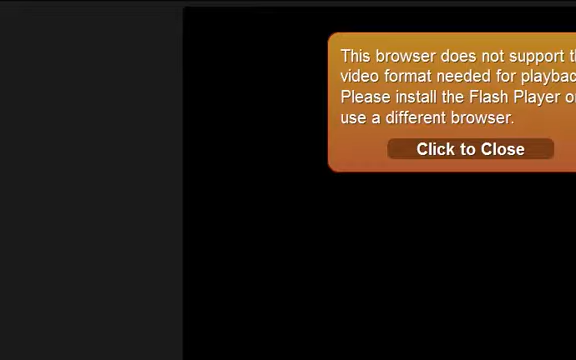 This browser does not support
video format needed for
Please install the Flash Player
use a different browser.
Click to Close